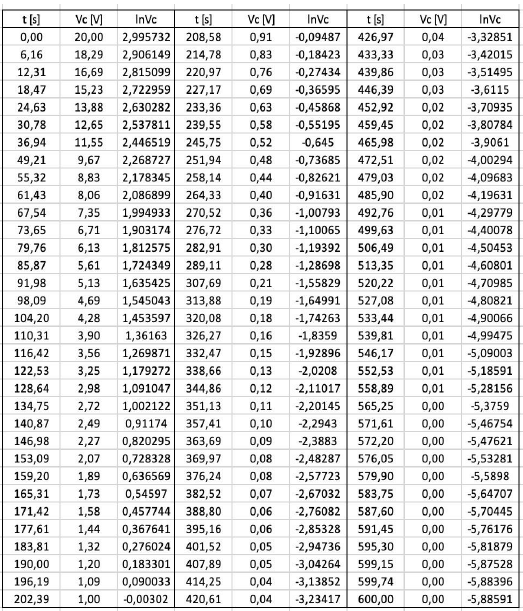 t [s] Vc [V] lnVc t [s] Vc [V] lnVc t [s] Vc [V] lnVc
0,00 20,00 2,995732 208,58 0,91 -0,09487 426,97 0,04 -3,32851
6,16 18,29 2,906149 214,78 0,83 -0,18423 433,33 0,03 -3,42015
12,31 16,69 2,815099 220,97 0,76 -0,27434 439,86 0,03 -3,51495
18,47 15,23 2,722959 227,17 0,69 -0,36595 446,39 0,03 -3,6115
24,63 13,88 2,630282 233,36 0,63 -0,45868 452,92 0,02 -3,70935
30,78 12,65 2,537811 239,55 0,58 -0,55195 459,45 0,02 -3,80784
36,94 11,55 2,446519 245,75 0,52 -0,645 465,98 0,02 -3,9061
49,21 9,67 2,268727 251,94 0,48 -0,73685 472,51 0,02 -4,00294
55,32 8,83 2,178345 258,14 0,44 -0,82621 479,03 0,02 -4,09683
61,43 8,06 2,086899 264,33 0,40 -0,91631 485,90 0,02 -4,19631
67,54 7,35 1,994933 270,52 0,36 -1,00793 492,76 0,01 -4,29779
73,65 6,71 1,903174 276,72 0,33 -1,10065 499,63 0,01 -4,40078
79,76 6,13 1,812575 282,91 0,30 -1,19392 506,49 0,01 -4,50453
85,87 5,61 1,724349 289,11 0,28 -1,28698 513,35 0,01 -4,60801
91,98 5,13 1,635425 307,69 0,21 -1,55829 520,22 0,01 -4,70985
98,09 4,69 1,545043 313,88 0,19 -1,64991 527,08 0,01 -4,80821
104,20 4,28 1,453597 320,08 0,18 -1,74263 533,44 0,01 -4,90066
110,31 3,90 1,36163 326,27 0,16 -1,8359 539,81 0,01 -4,99475
116,42 3,56 1,269871 332,47 0,15 -1,92896 546,17 0,01 -5,09003
122,53 3,25 1,179272 338,66 0,13 -2,0208 552,53 0,01 -5,18591
128,64 2,98 1,091047 344,86 0,12 -2,11017 558,89 0,01 -5,28156
134,75 2,72 1,002122 351,13 0,11 -2,20145 565,25 0,00 -5,3759
140,87 2,49 0,91174 357,41 0,10 -2,2943 571,61 0,00 -5,46754
146,98 2,27 0,820295 363,69 0,09 -2,3883 572,20 0,00 -5,47621
153,09 2,07 0,728328 369,97 0,08 -2,48287 576,05 0,00 -5,53281
159,20 1,89 0,636569 376,24 0,08 -2,57723 579,90 0,00 -5,5898
165,31 1,73 0,54597 382,52 0,07 -2,67032 583,75 0,00 -5,64707
171,42 1,58 0,457744 388,80 0,06 -2,76082 587,60 0,00 -5,70445
177,61 1,44 0,367641 395,16 0,06 -2,85328 591,45 0,00 -5,76176
183,81 1,32 0,276024 401,52 0,05 -2,94736 595,30 0,00 -5,81879
190,00 1,20 0,183301 407,89 0,05 -3,04264 599,15 0,00 -5,87528
196,19 1,09 0,090033 414,25 0,04 -3,13852 599,74 0,00 -5,88396
202,39 1,00 -0,00302 420,61 0,04 -3,23417 600,00 0,00 -5,88591